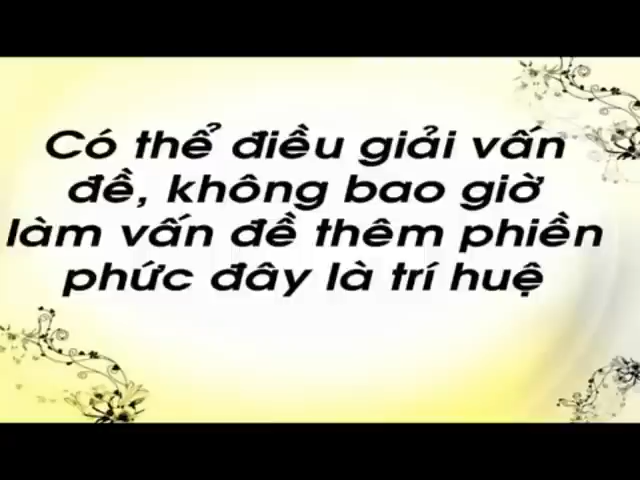 Có thể điều giải vấn
đề, không bao giờ
làm vấn đề thêm phiền
phức đây là trí huệ